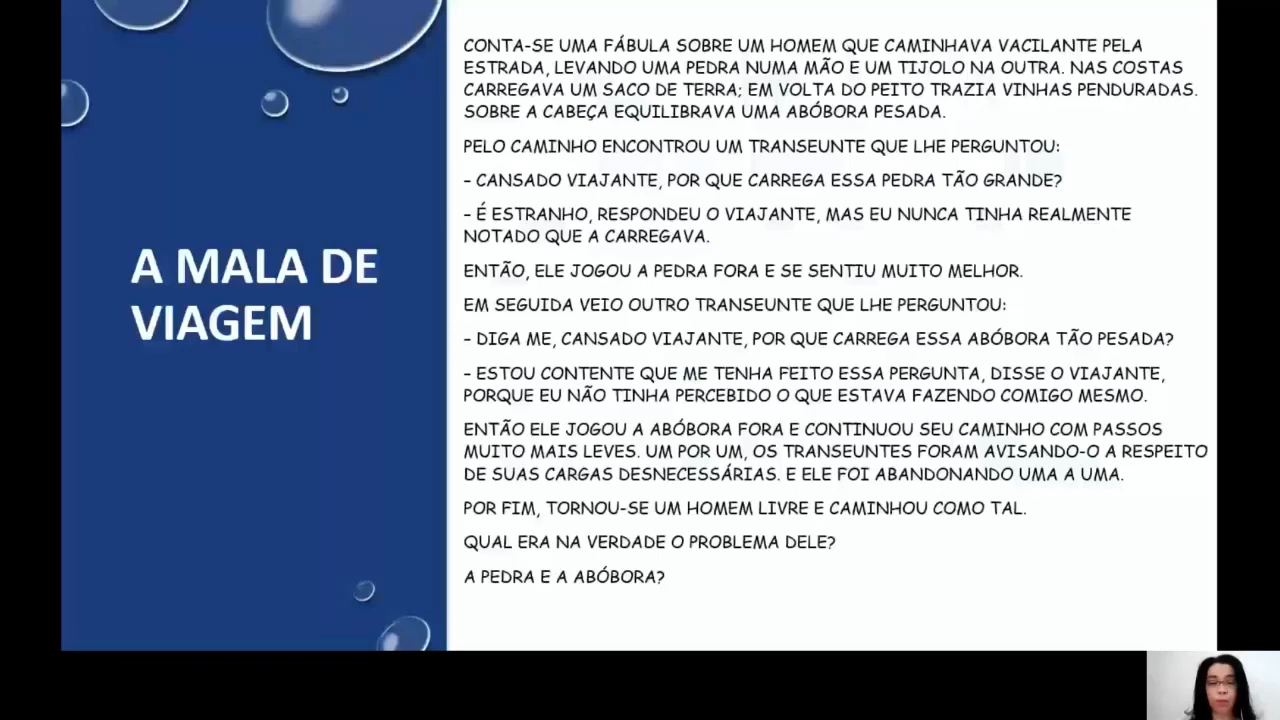 A MALA DE
VIAGEM
CONTA-SE UMA FÁBULA SOBRE UM HOMEM QUE CAMINHAVA VACILANTE PELA
ESTRADA, LEVANDO UMA PEDRA NUMA MÃO E UM TIJOLO NA OUTRA. NAS COSTAS
CARREGAVA UM SACO DE TERRA; EM VOLTA DO PEITO TRAZIA VINHAS PENDURADAS.
SOBRE A CABEÇA EQUILIBRAVA UMA ABÓBORA PESADA.
PELO CAMINHO ENCONTROU UM TRANSEUNTE QUE LHE PERGUNTOU:
– CANSADO VIAJANTE, POR QUE CARREGA ESSA PEDRA TÃO GRANDE?
– É ESTRANHO, RESPONDEU O VIAJANTE, MAS EU NUNCA TINHA REALMENTE
NOTADO QUE A CARREGAVA.
ENTÃO, ELE JOGOU A PEDRA FORA E SE SENTIU MUITO MELHOR.
EM SEGUIDA VEIO OUTRO TRANSEUNTE QUE LHE PERGUNTOU:
– DIGA ME, CANSADO VIAJANTE, POR QUE CARREGA ESSA ABÓBORA TÃO PESADA?
– ESTOU CONTENTE QUE ME TENHA FEITO ESSA PERGUNTA, DISSE O VIAJANTE,
PORQUE EU NÃO TINHA PERCEBIDO O QUE ESTAVA FAZENDO COMIGO MESMO.
ENTÃO ELE JOGOU A ABÓBORA FORA E CONTINUOU SEU CAMINHO COM PASSOS
MUITO MAIS LEVES. UM POR UM, OS TRANSEUNTES FORAM AVISANDO-O A RESPEITO
DE SUAS CARGAS DESNECESSÁRIAS. E ELE FOI ABANDONANDO UMA A UMA.
POR FIM, TORNOU-SE UM HOMEM LIVRE E CAMINHOU COMO TAL.
QUAL ERA NA VERDADE O PROBLEMA DELE?
A PEDRA E A ABÓBORA?